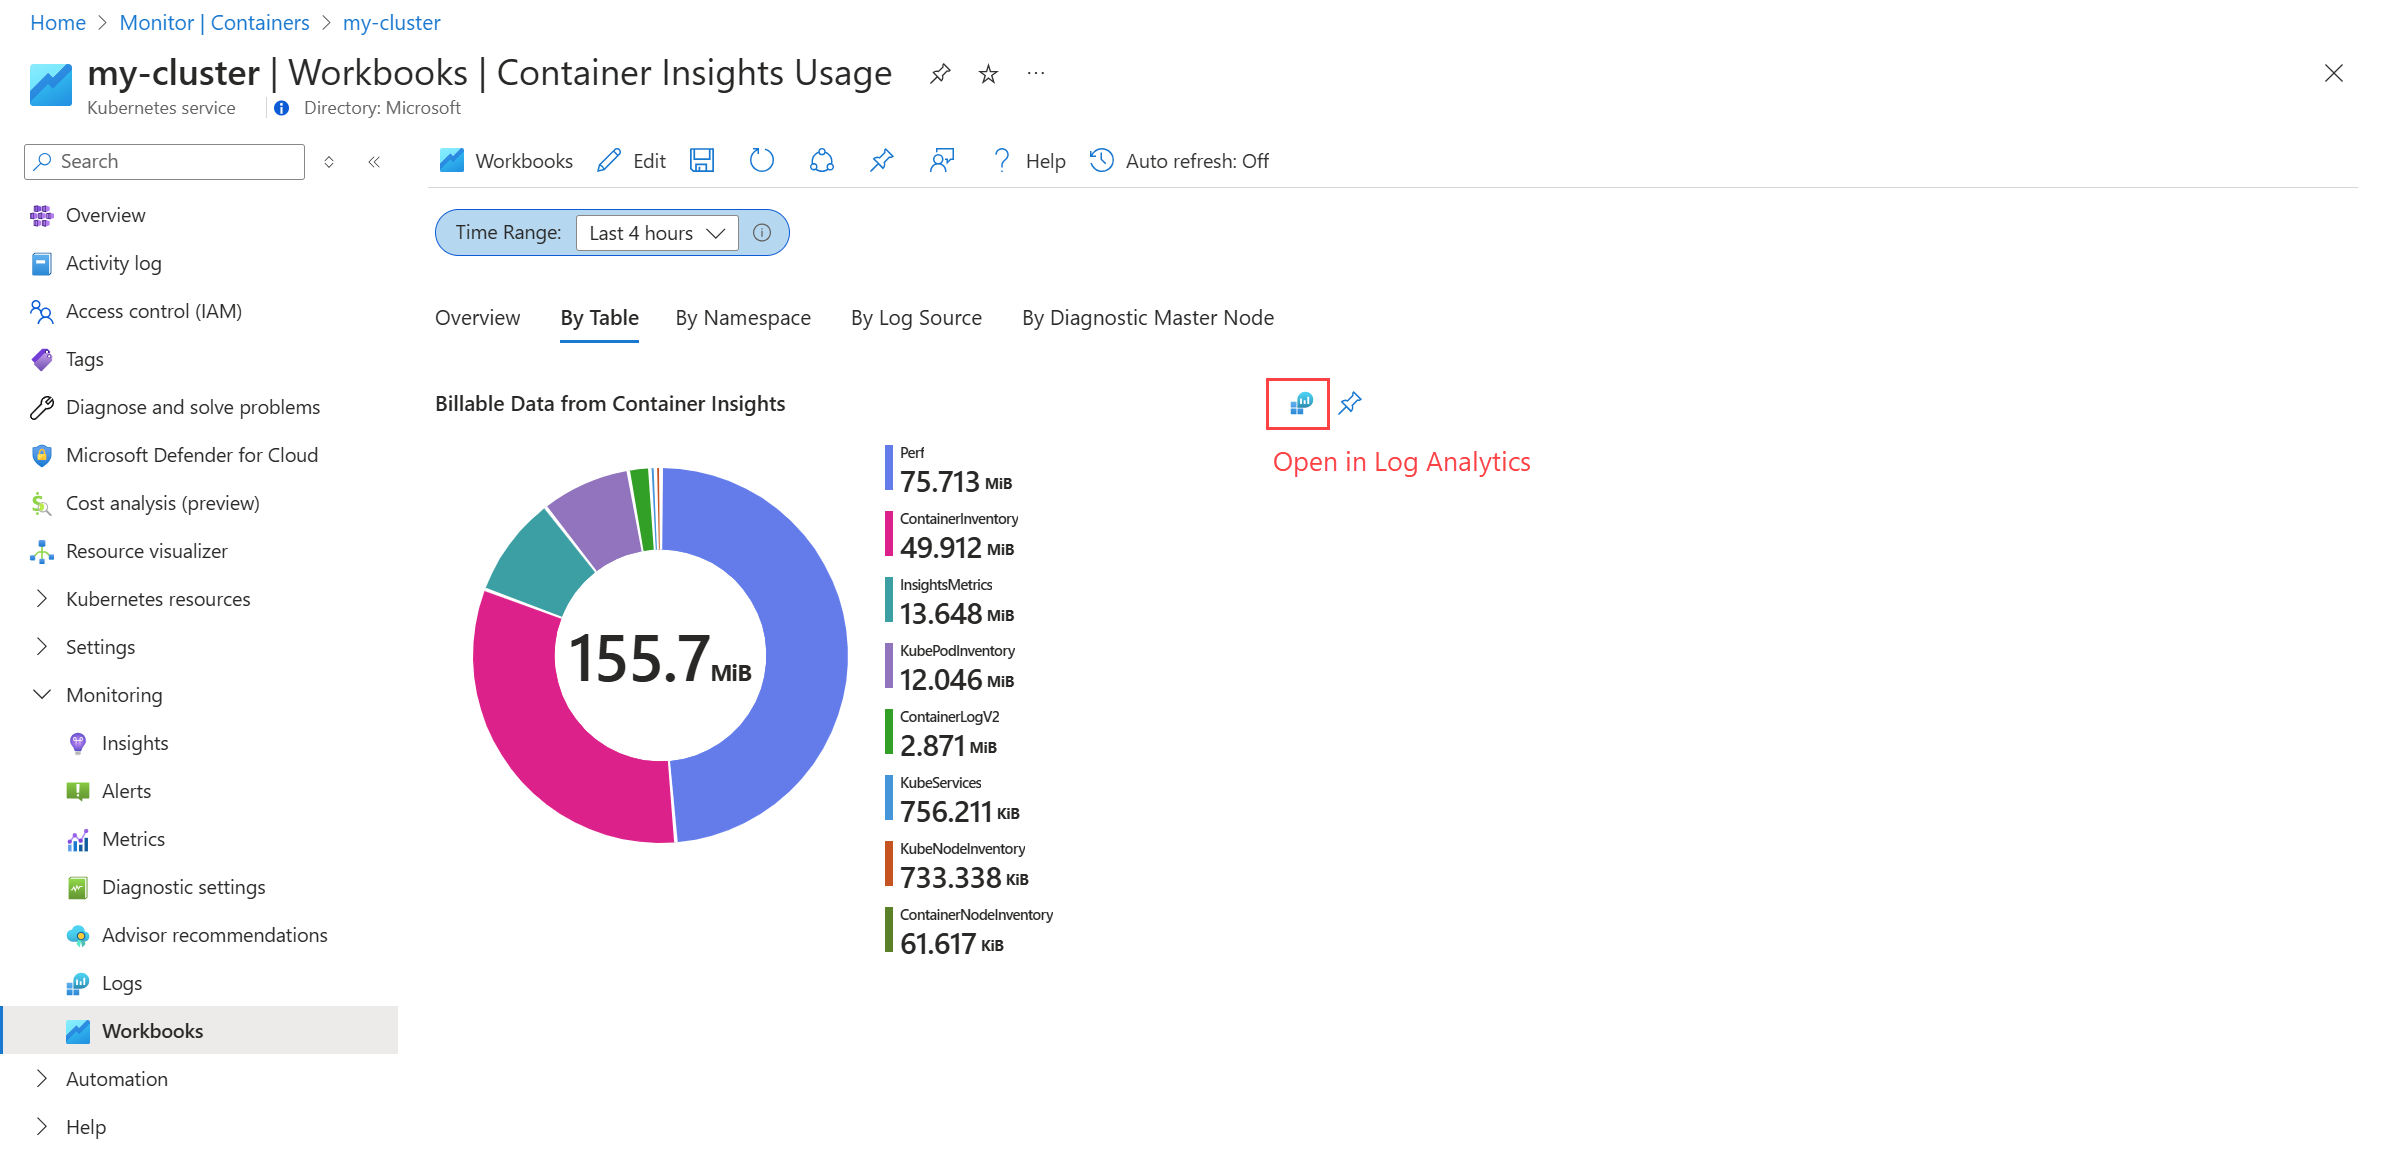 Home > Monitor | Containers > my-cluster
my-cluster | Workbooks | Container Insights Usage
Kubernetes service
Directory: Microsoft
Search
Workbooks
Edit
Help
Auto refresh: Off
Overview
Activity log
Access control (IAM)
Tags
Diagnose and solve problems
Microsoft Defender for Cloud
Cost analysis (preview)
Resource visualizer
Kubernetes resources
Settings
Monitoring
Insights
Alerts
Metrics
Diagnostic settings
Advisor recommendations
Logs
Workbooks
Automation
Help
Time Range: Last 4 hours
Overview
By Table
By Namespace
By Log Source
By Diagnostic Master Node
Billable Data from Container Insights
Open in Log Analytics
155.7 MiB
Perf
75.713 MiB
ContainerInventory
49.912 MiB
InsightsMetrics
13.648 MiB
KubePodInventory
12.046 MiB
ContainerLogV2
2.871 MiB
KubeServices
756.211 KiB
KubeNodeInventory
733.338 KiB
ContainerNodeInventory
61.617 KiB